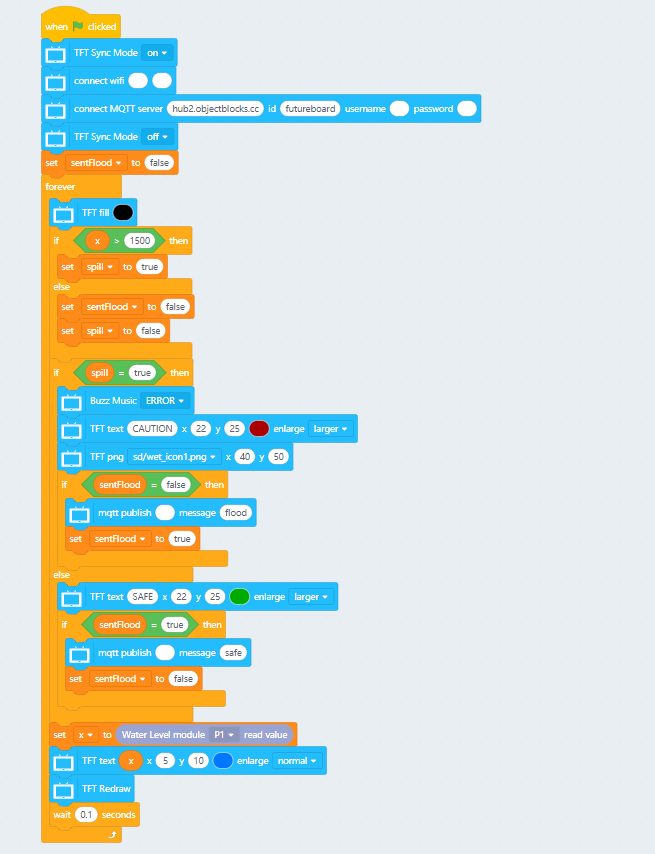 when clicked
TFT Sync Mode on
connect wifi
connect MQTT server hub2.objectblocks.cc id futureboard username password
TFT Sync Mode off
set sentFlood to false
forever
TFT fill
if x > 1500 then
set spill to true
else
set sentFlood to false
set spill to false
if spill = true then
Buzz Music ERROR
TFT text CAUTION x 22 y 25 enlarge larger
TFT png sd/wet_icon1.png x 40 y 50
if sentFlood = false then
mqtt publish message flood
set sentFlood to true
else
TFT text SAFE x 22 y 25 enlarge larger
if sentFlood = true then
mqtt publish message safe
set sentFlood to false
set x to Water Level module P1 read value
TFT text x x 5 y 10 enlarge normal
TFT Redraw
wait 0.1 seconds